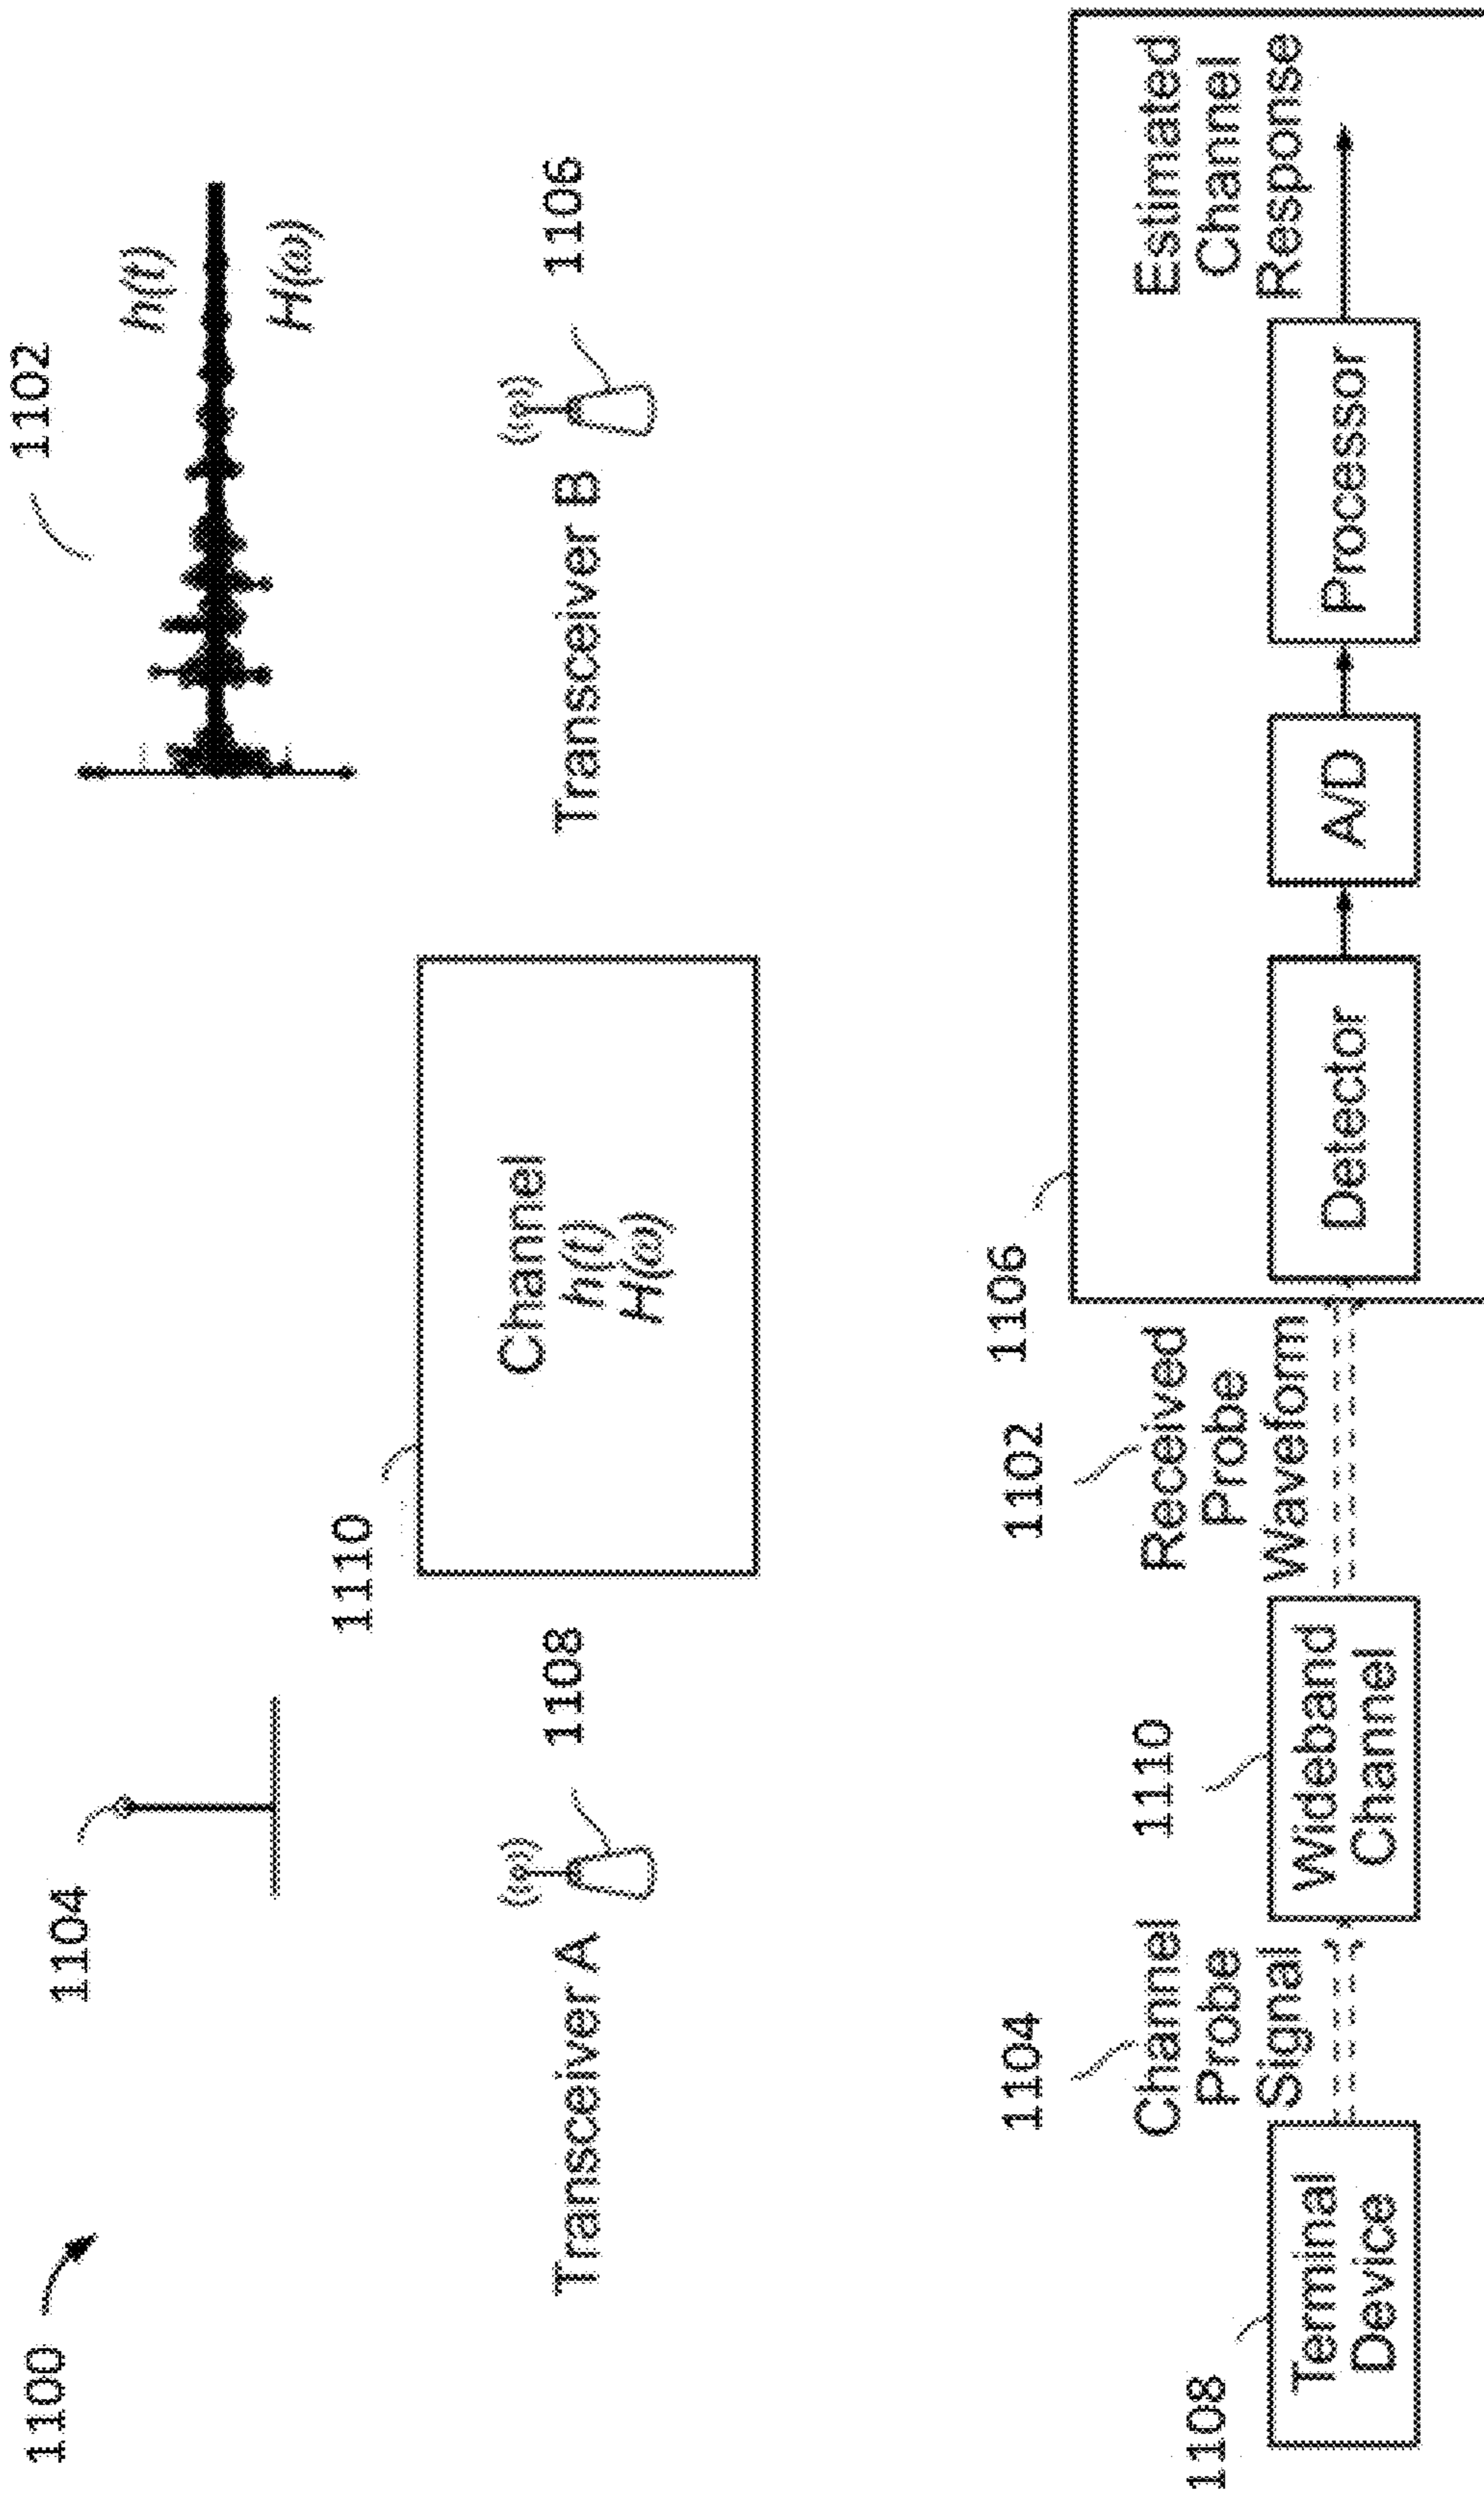 1100
1104
1102
h(t)
H(ω)
1110
Channel
h(t)
H(ω)
Transceiver A
1108
Transceiver B
1106
1108
Terminal
Device
1104
Channel
Probe
Signal
1110
Wideband
Channel
1102
Received
Probe
Waveform
1106
Detector
A/D
Processor
Estimated
Channel
Response